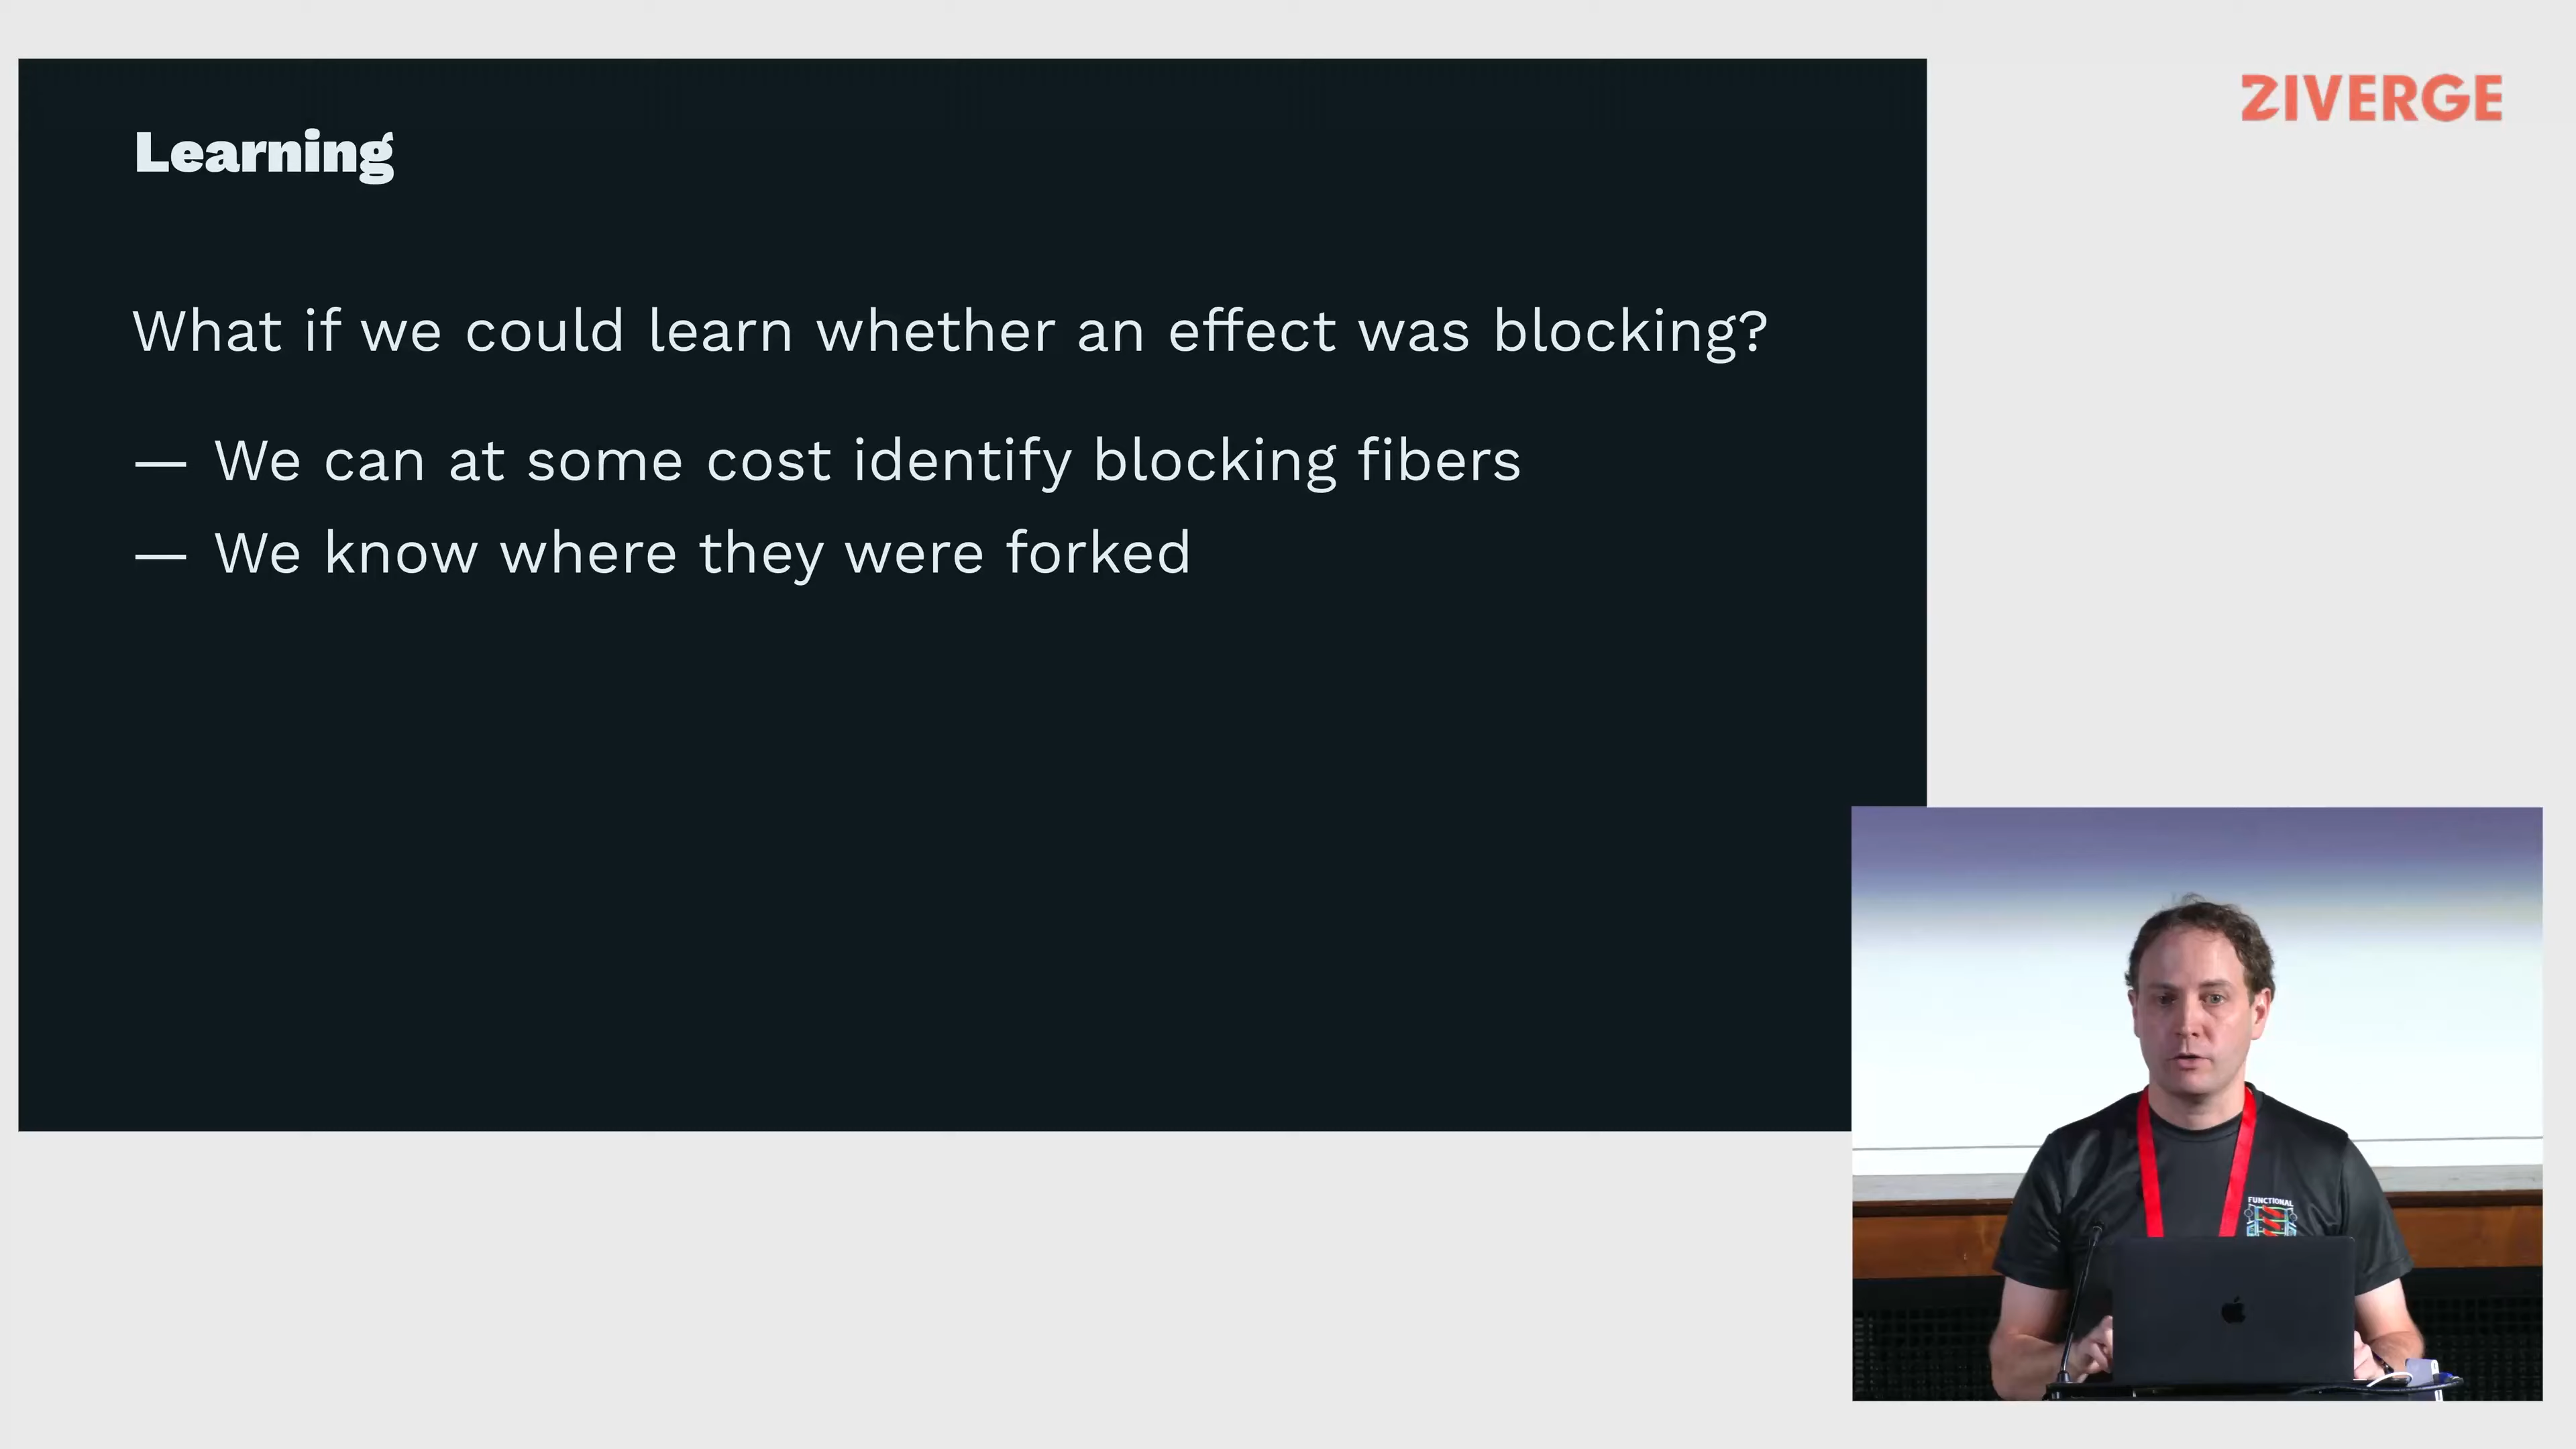 ZIVERGE
Learning
What if we could learn whether an effect was blocking?
— We can at some cost identify blocking fibers
— We know where they were forked
FUNCTIONAL